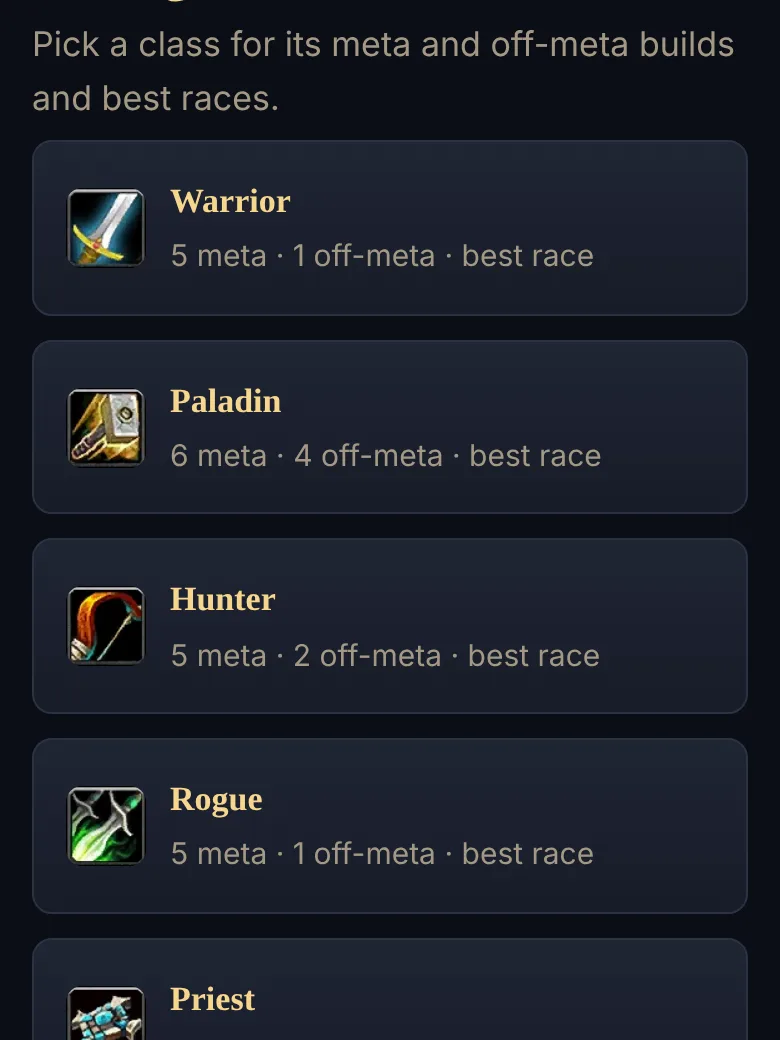 Pick a class for its meta and off-meta builds
and best races.
Warrior
5 meta · 1 off-meta · best race
Paladin
6 meta · 4 off-meta · best race
Hunter
5 meta · 2 off-meta · best race
Rogue
5 meta · 1 off-meta · best race
Priest